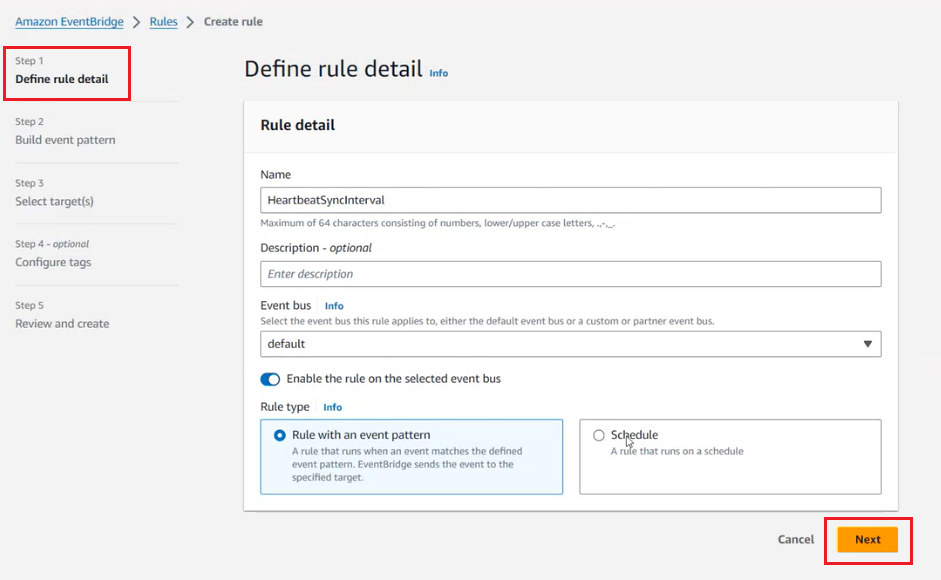 Amazon EventBridge > Rules > Create rule
Step 1
Define rule detail
Step 2
Build event pattern
Step 3
Select target(s)
Step 4 - optional
Configure tags
Step 5
Review and create
Define rule detail Info
Rule detail
Name
HeartbeatSyncInterval
Maximum of 64 characters consisting of numbers, lower/upper case letters, .,-,_.
Description - optional
Enter description
Event bus Info
Select the event bus this rule applies to, either the default event bus or a custom or partner event bus.
default
Enable the rule on the selected event bus
Rule type Info
Rule with an event pattern
A rule that runs when an event matches the defined
event pattern. EventBridge sends the event to the
specified target.
Schedule
A rule that runs on a schedule
Cancel
Next